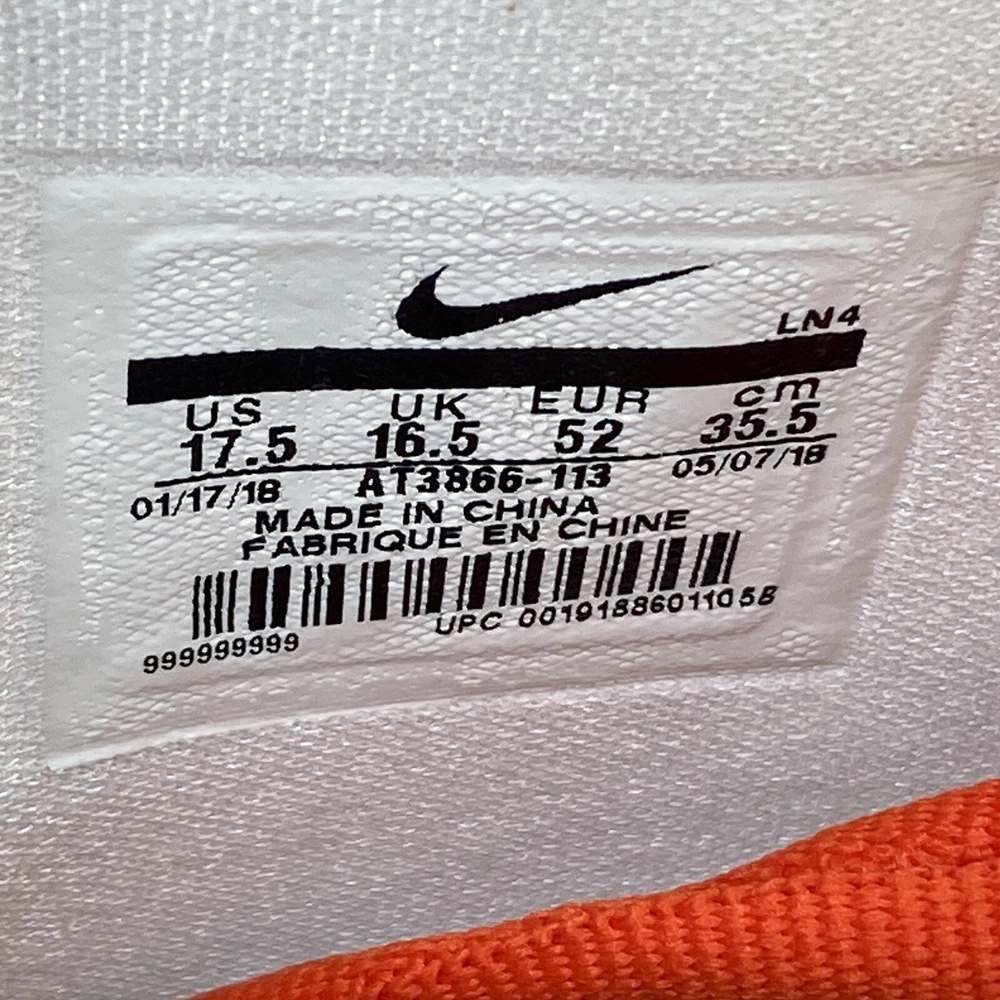 LN4
US UK EUR cm
17.5 16.5 52 35.5
01/17/18 AT3866-113 05/07/18
MADE IN CHINA
FABRIQUE EN CHINE
UPC 00191886011058
999999999